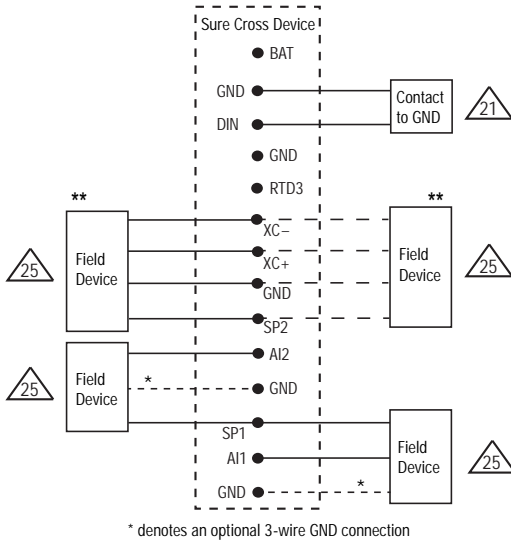 Sure Cross Device
BAT
GND
DIN
Contact
to GND
21
GND
RTD3
**
**
XC−
XC+
GND
SP2
25
Field
Device
Field
Device
25
AI2
25
Field
Device
*
GND
SP1
AI1
Field
Device
25
GND
*
* denotes an optional 3-wire GND connection